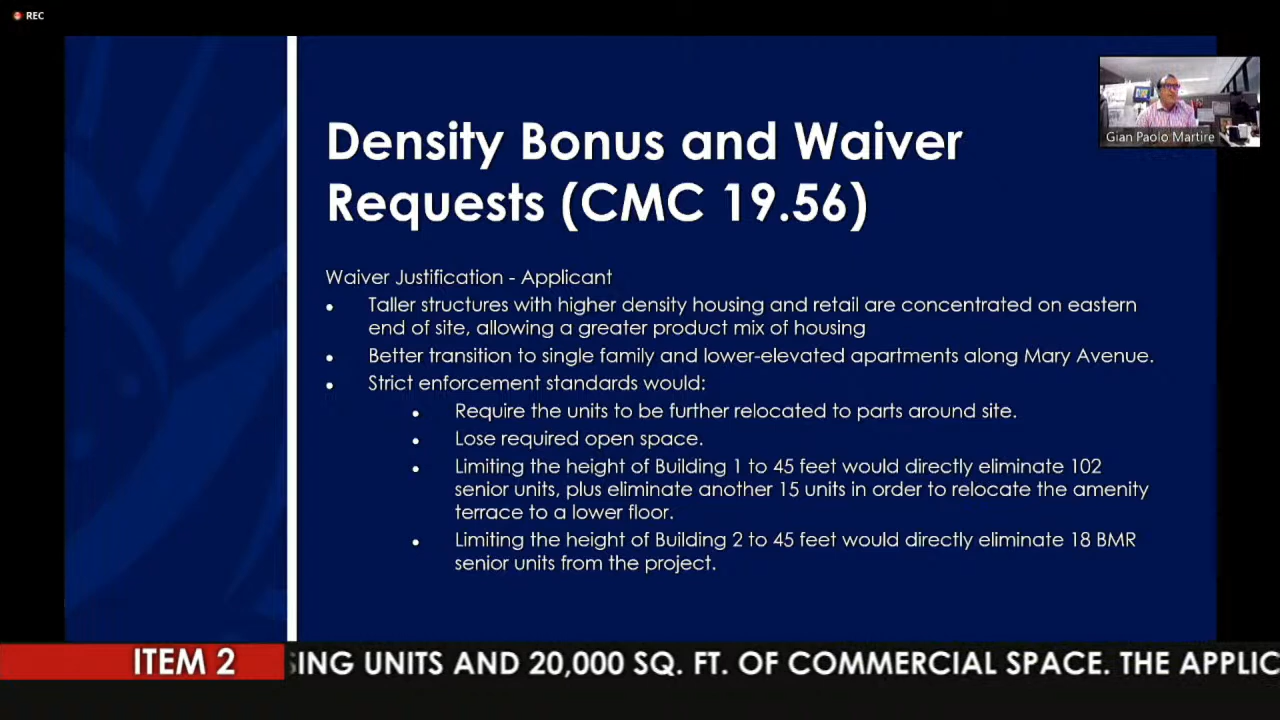 REC
Gian Paolo Martire
Density Bonus and Waiver
Requests (CMC 19.56)
Waiver Justification - Applicant
• Taller structures with higher density housing and retail are concentrated on eastern
end of site, allowing a greater product mix of housing
• Better transition to single family and lower-elevated apartments along Mary Avenue.
• Strict enforcement standards would:
• Require the units to be further relocated to parts around site.
• Lose required open space.
• Limiting the height of Building 1 to 45 feet would directly eliminate 102
senior units, plus eliminate another 15 units in order to relocate the amenity
terrace to a lower floor.
• Limiting the height of Building 2 to 45 feet would directly eliminate 18 BMR
senior units from the project.
ITEM 2
SING UNITS AND 20,000 SQ. FT. OF COMMERCIAL SPACE. THE APPLIC